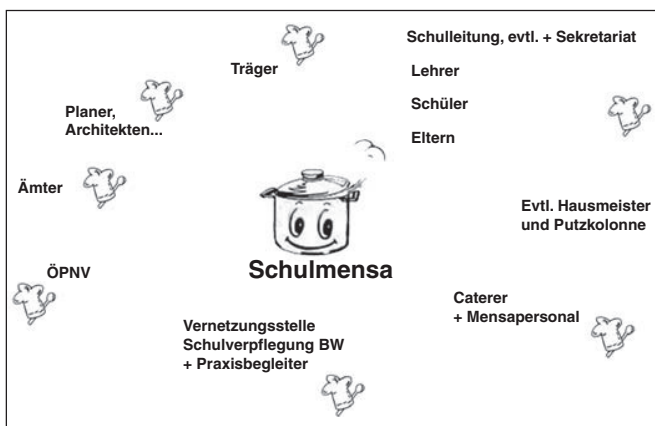 Träger
Schulleitung, evtl. + Sekretariat
Lehrer
Schüler
Eltern
Planer,
Architekten...
Ämter
Evtl. Hausmeister
und Putzkolonne
Schulmensa
ÖPNV
Caterer
+ Mensapersonal
Vernetzungsstelle
Schulverpflegung BW
+ Praxisbegleiter